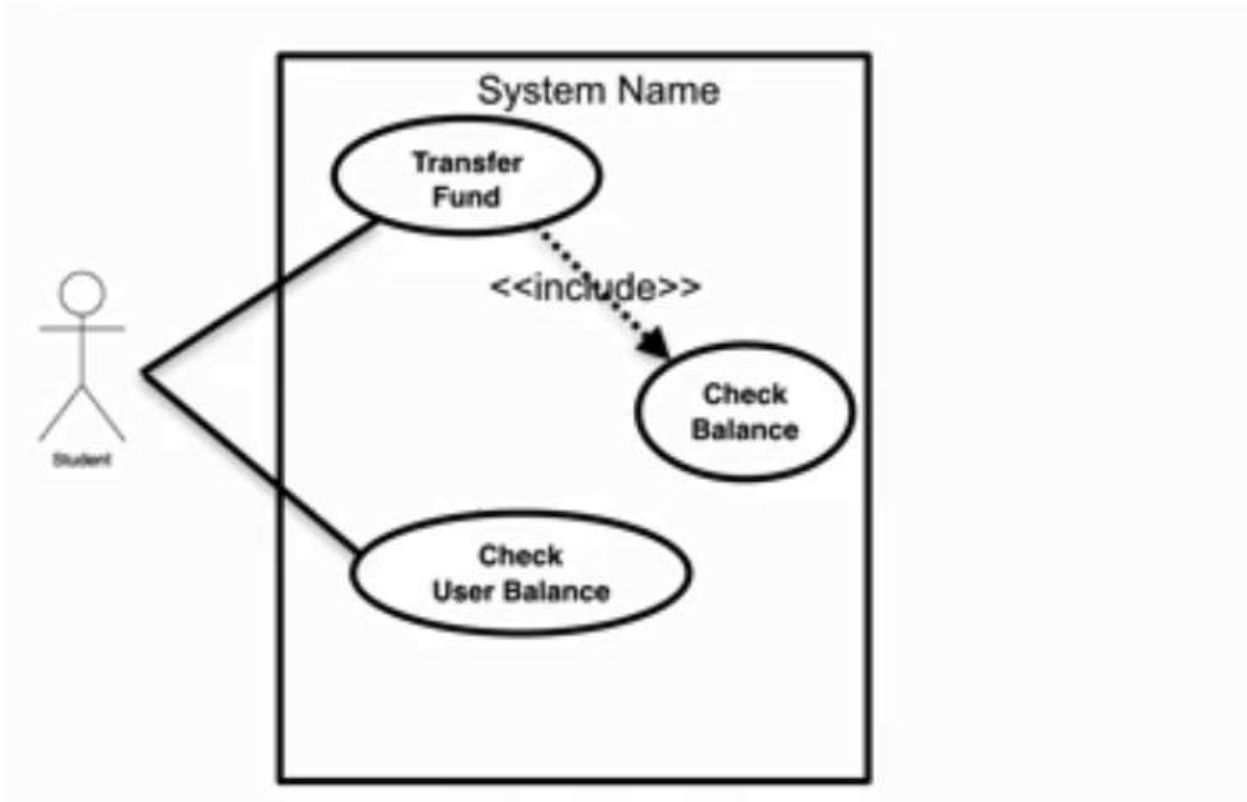 System Name
Transfer
Fund
<<include>>
Check
Balance
Student
Check
User Balance